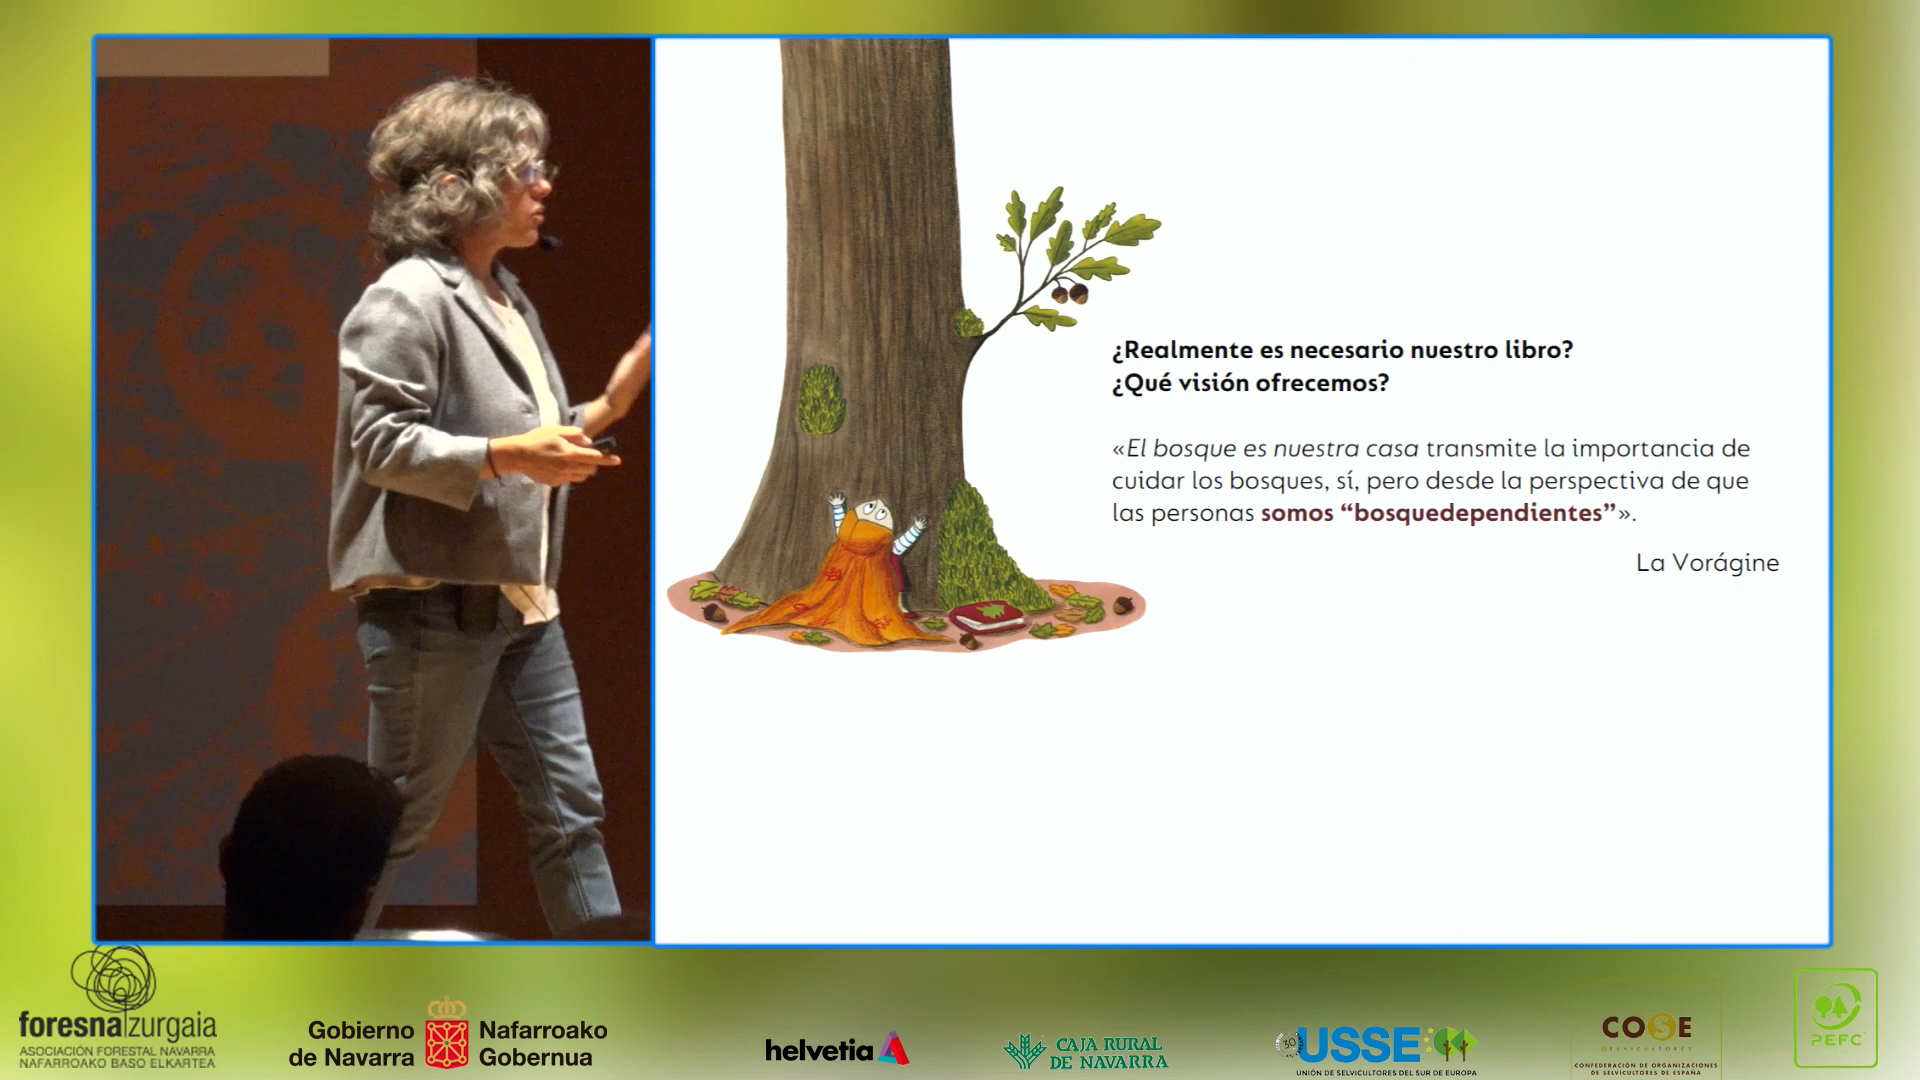 ¿Realmente es necesario nuestro libro?
¿Qué visión ofrecemos?
«El bosque es nuestra casa transmite la importancia de
cuidar los bosques, sí, pero desde la perspectiva de que
las personas somos “bosquedependientes”».
La Vorágine
foresna zurgaia
ASOCIACIÓN FORESTAL NAVARRA
NAFARROAKO BASO ELKARTEA
Gobierno
de Navarra
Nafarroako
Gobernua
helvetia
CAJA RURAL
DE NAVARRA
30
USSE
UNIÓN DE SELVICULTORES DEL SUR DE EUROPA
COSE
CONFEDERACIÓN DE ORGANIZACIONES
DE SELVICULTORES DE ESPAÑA
PEFC